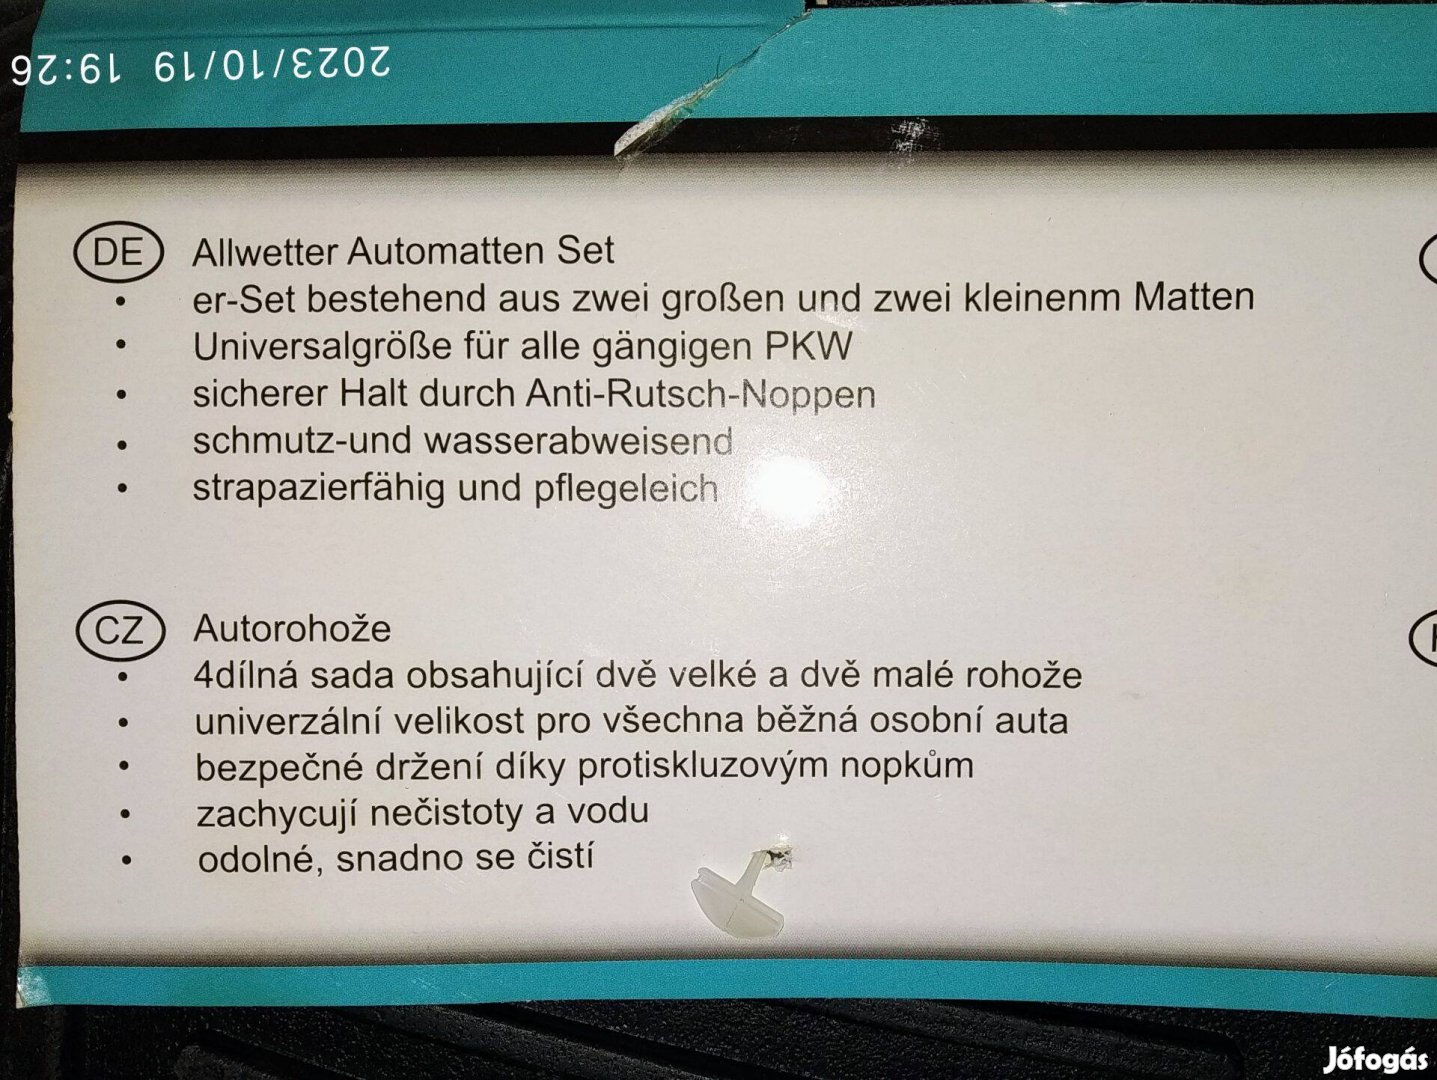 2023/10/19 19:26
DE Allwetter Automatten Set
• er-Set bestehend aus zwei großen und zwei kleinenm Matten
• Universalgröße für alle gängigen PKW
• sicherer Halt durch Anti-Rutsch-Noppen
• schmutz-und wasserabweisend
• strapazierfähig und pflegeleich
CZ Autorohože
• 4dílná sada obsahující dvě velké a dvě malé rohože
• univerzální velikost pro všechna běžná osobní auta
• bezpečné držení díky protiskluzovým nopkům
• zachycují nečistoty a vodu
• odolné, snadno se čistí
Jófogás